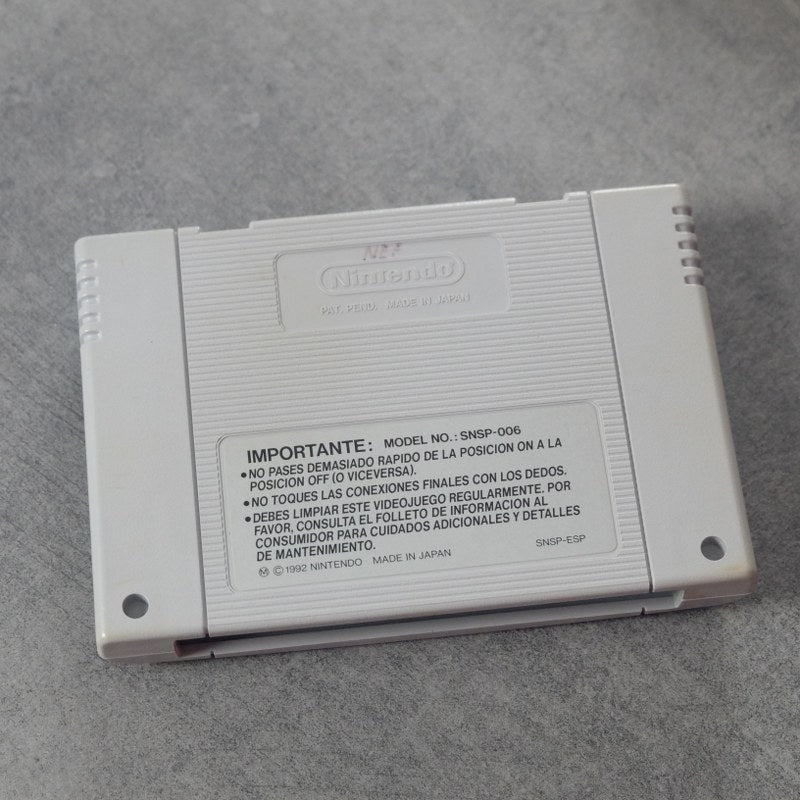 Nintendo
PAT. PEND. MADE IN JAPAN
IMPORTANTE: MODEL NO.: SNSP-006
●NO PASES DEMASIADO RAPIDO DE LA POSICION ON A LA
POSICION OFF (O VICEVERSA).
●NO TOQUES LAS CONEXIONES FINALES CON LOS DEDOS.
●DEBES LIMPIAR ESTE VIDEOJUEGO REGULARMENTE. POR
FAVOR, CONSULTA EL FOLLETO DE INFORMACION AL
CONSUMIDOR PARA CUIDADOS ADICIONALES Y DETALLES
DE MANTENIMIENTO.
SNSP-ESP
Ⓜ ©1992 NINTENDO MADE IN JAPAN